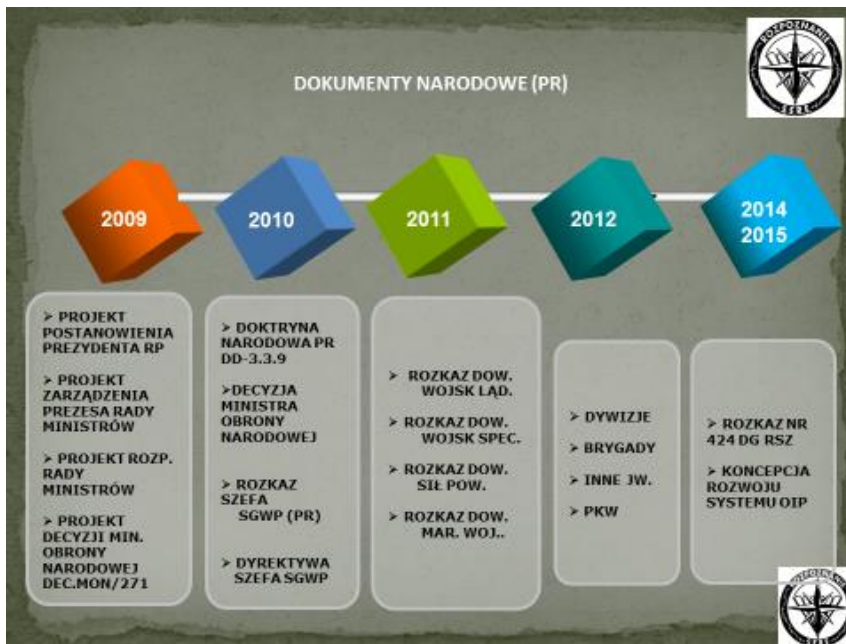 DOKUMENTY NARODOWE (PR)
ROZPOZNANIE
SSRE
2009
2010
2011
2012
2014
2015
➢ PROJEKT
POSTANOWIENIA
PREZYDENTA RP
➢ PROJEKT
ZARZĄDZENIA
PREZESA RADY
MINISTRÓW
➢ PROJEKT ROZP.
RADY
MINISTRÓW
➢ PROJEKT
DECYZJI MIN.
OBRONY
NARODOWEJ
DEC.MON/271
➢ DOKTRYNA
NARODOWA PR
DD-3.3.9
➢DECYZJA
MINISTRA
OBRONY
NARODOWEJ
➢ ROZKAZ
SZEFA
SGWP (PR)
➢ DYREKTYWA
SZEFA SGWP
➢ ROZKAZ DOW.
WOJSK LĄD.
➢ ROZKAZ DOW.
WOJSK SPEC.
➢ ROZKAZ DOW.
SIŁ POW.
➢ ROZKAZ DOW.
MAR. WOJ..
➢ DYWIZJE
➢ BRYGADY
➢ INNE JW.
➢ PKW
➢ ROZKAZ NR
424 DG RSZ
➢ KONCEPCJA
ROZWOJU
SYSTEMU OIP
ROZPOZNANIE